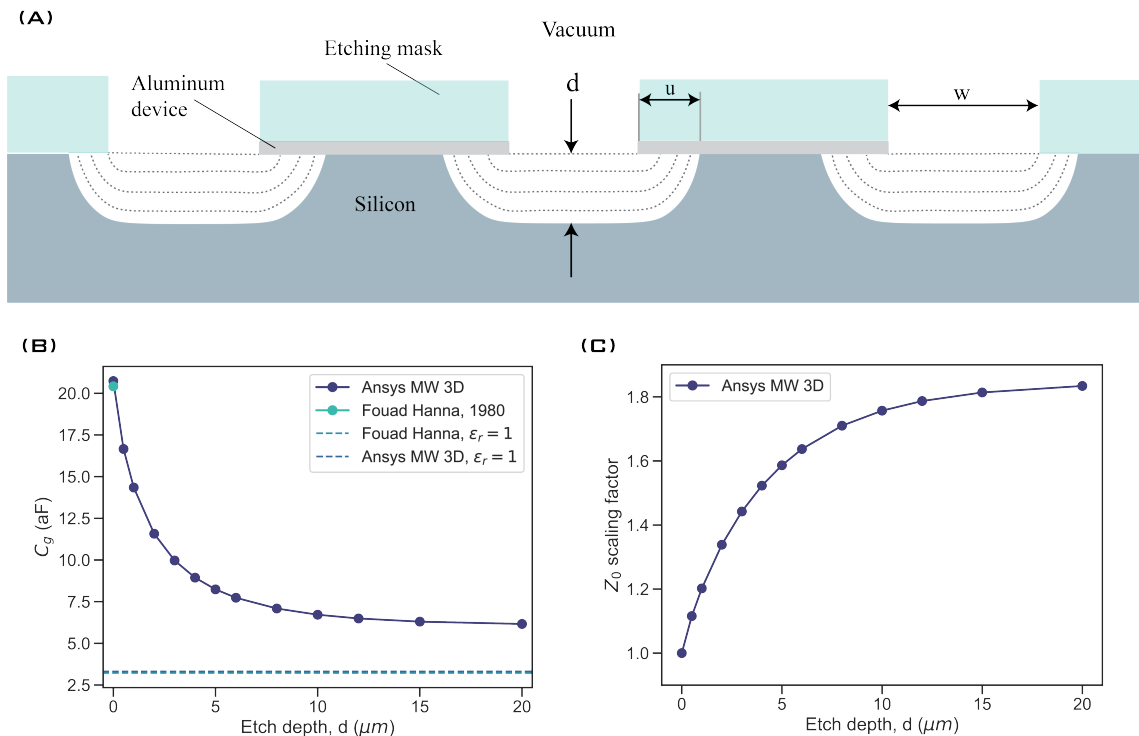 (A)
Vacuum
Etching mask
Aluminum
device
d
u
w
Silicon
(B)
20.0
17.5
15.0
12.5
10.0
7.5
5.0
2.5
C_g (aF)
Ansys MW 3D
Fouad Hanna, 1980
Fouad Hanna, ε_r = 1
Ansys MW 3D, ε_r = 1
0 5 10 15 20
Etch depth, d (μm)
(C)
1.8
1.6
1.4
1.2
1.0
Z_0 scaling factor
Ansys MW 3D
0 5 10 15 20
Etch depth, d (μm)